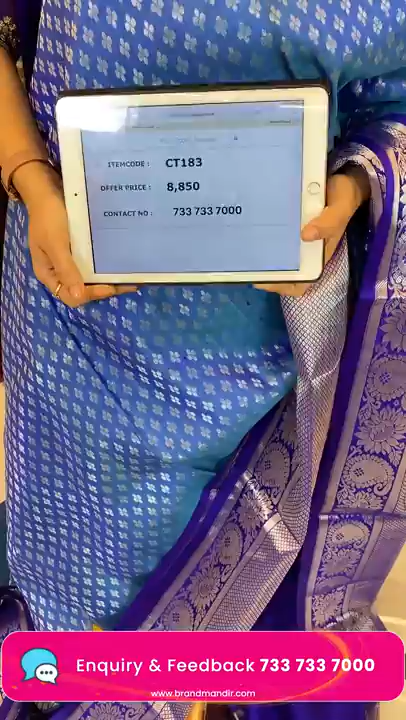 ITEMCODE : CT183
OFFER PRICE : 8,850
CONTACT NO : 733 733 7000
Enquiry & Feedback 733 733 7000
www.brandmandir.com